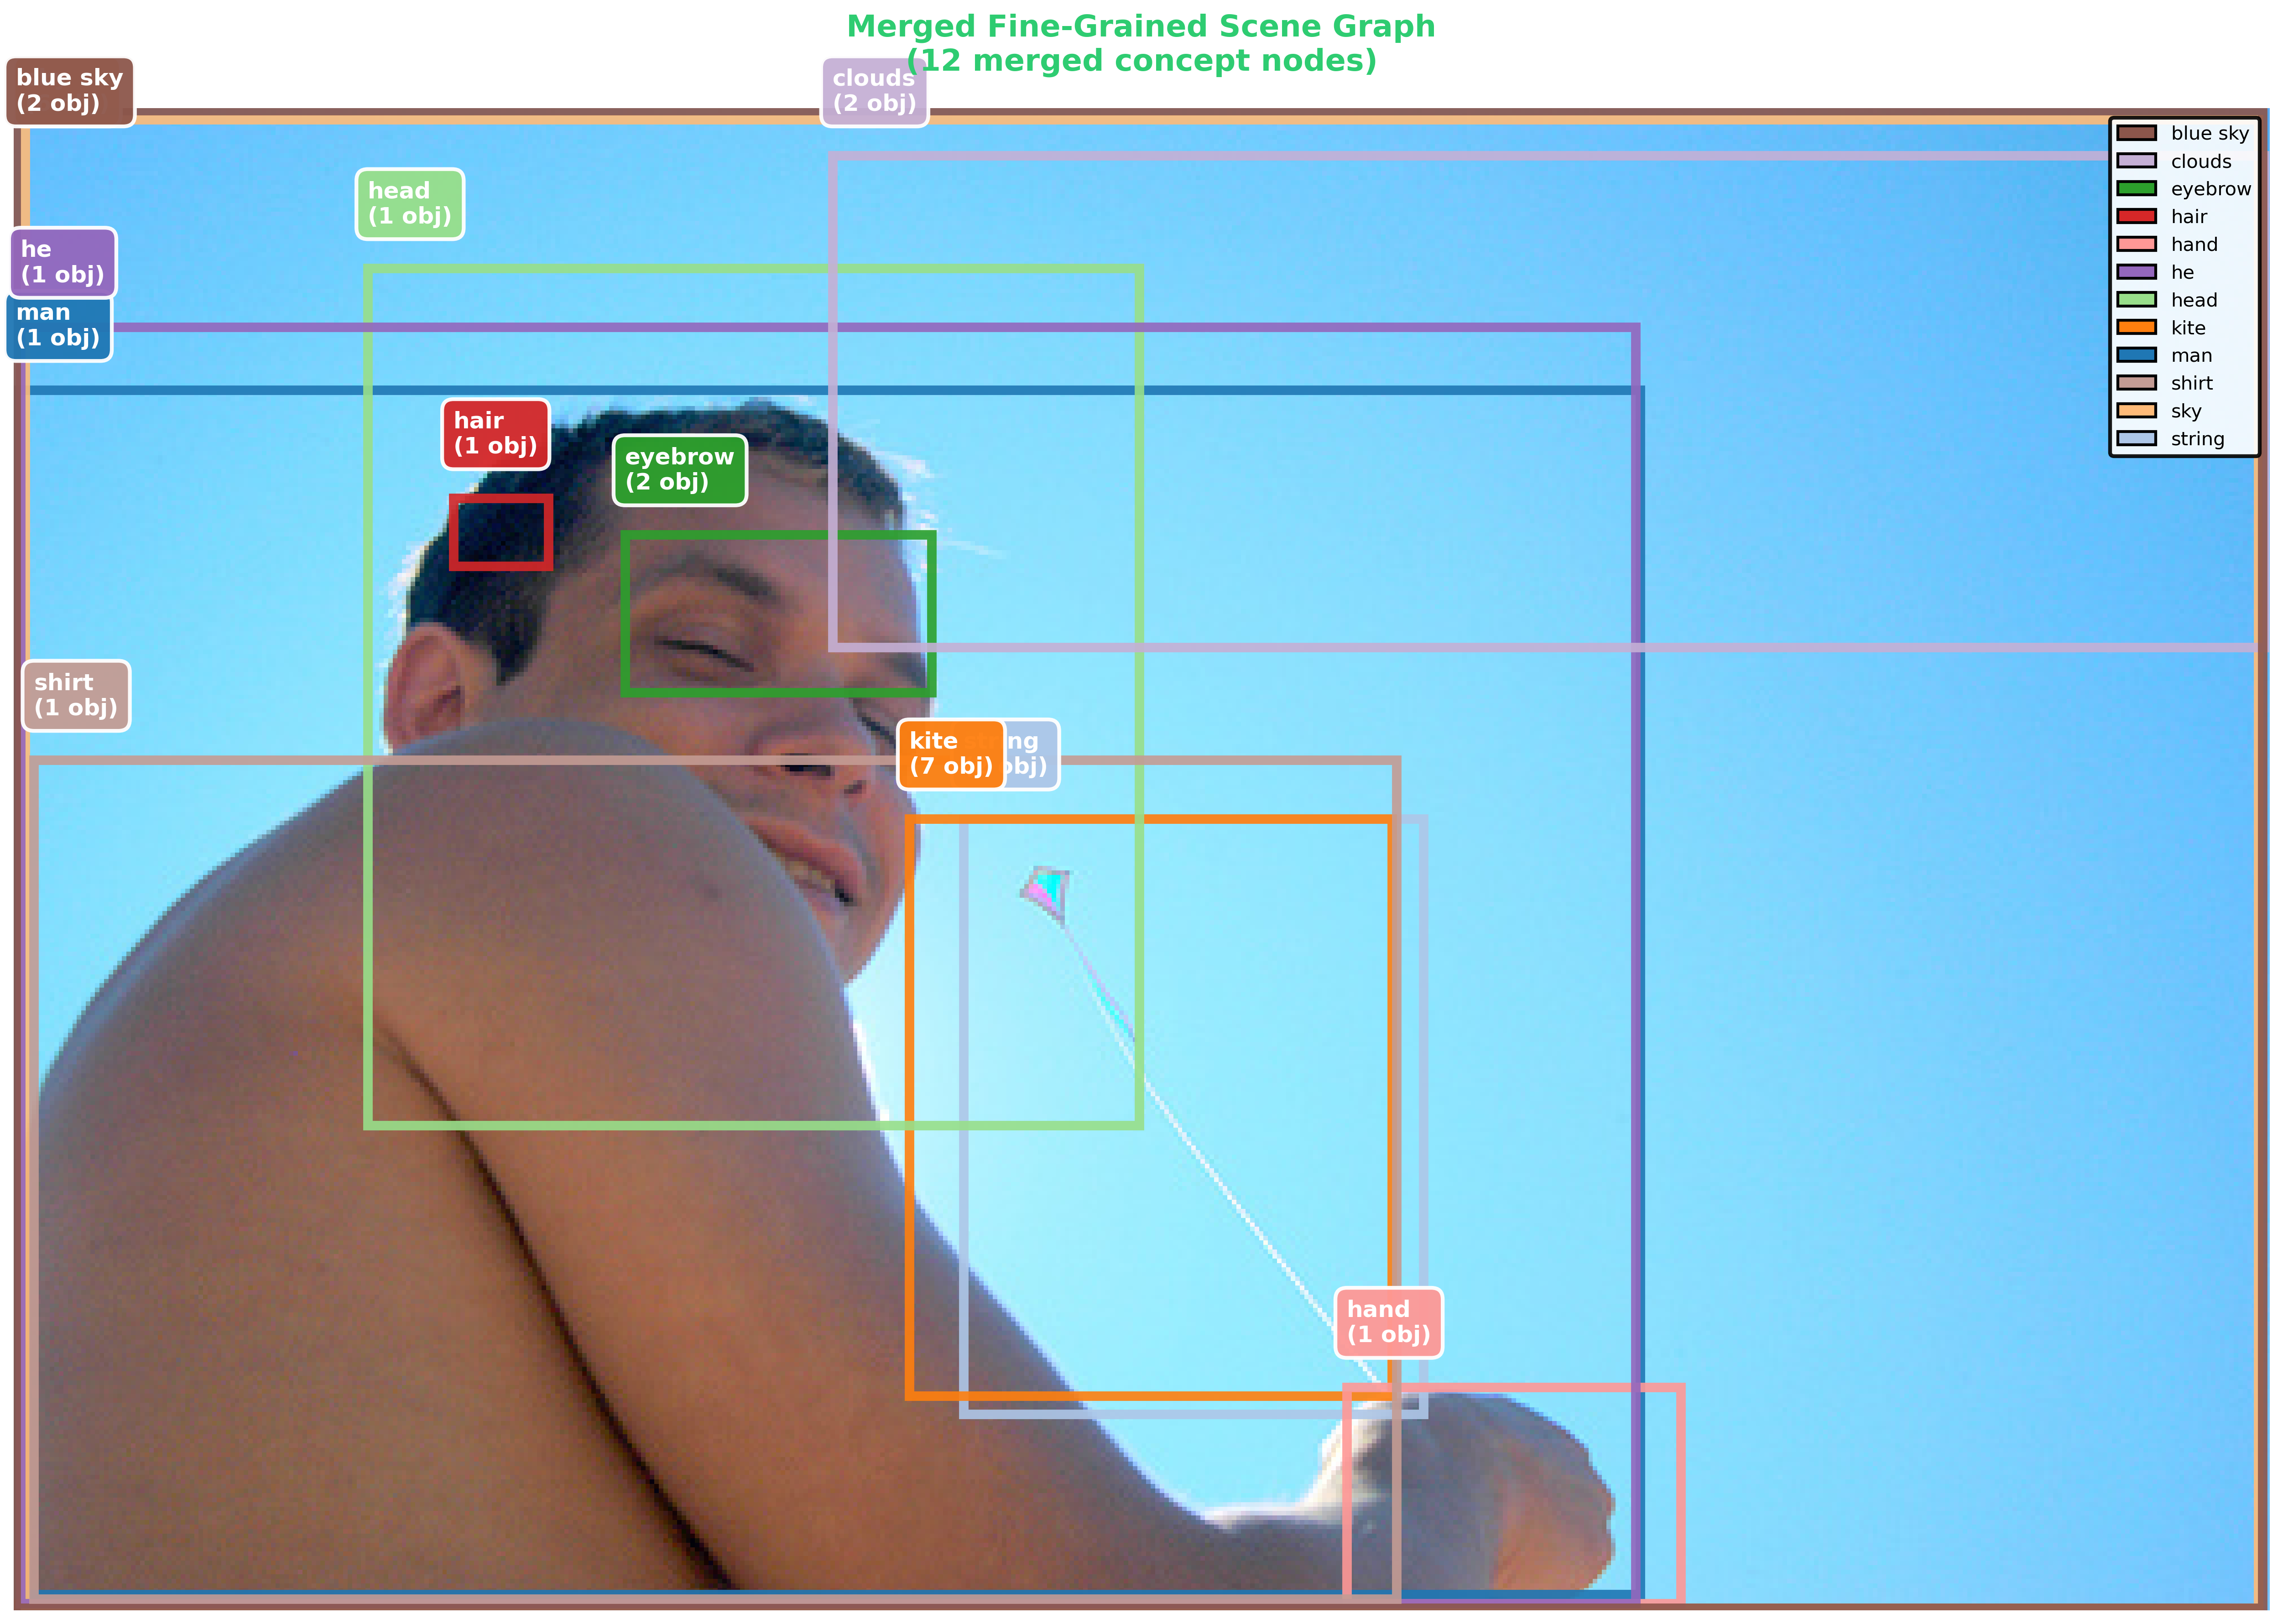 Merged Fine-Grained Scene Graph
(12 merged concept nodes)
blue sky
(2 obj)
clouds
(2 obj)
head
(1 obj)
he
(1 obj)
man
(1 obj)
hair
(1 obj)
eyebrow
(2 obj)
shirt
(1 obj)
kite
(7 obj)
ng
obj)
hand
(1 obj)
blue sky
clouds
eyebrow
hair
hand
he
head
kite
man
shirt
sky
string